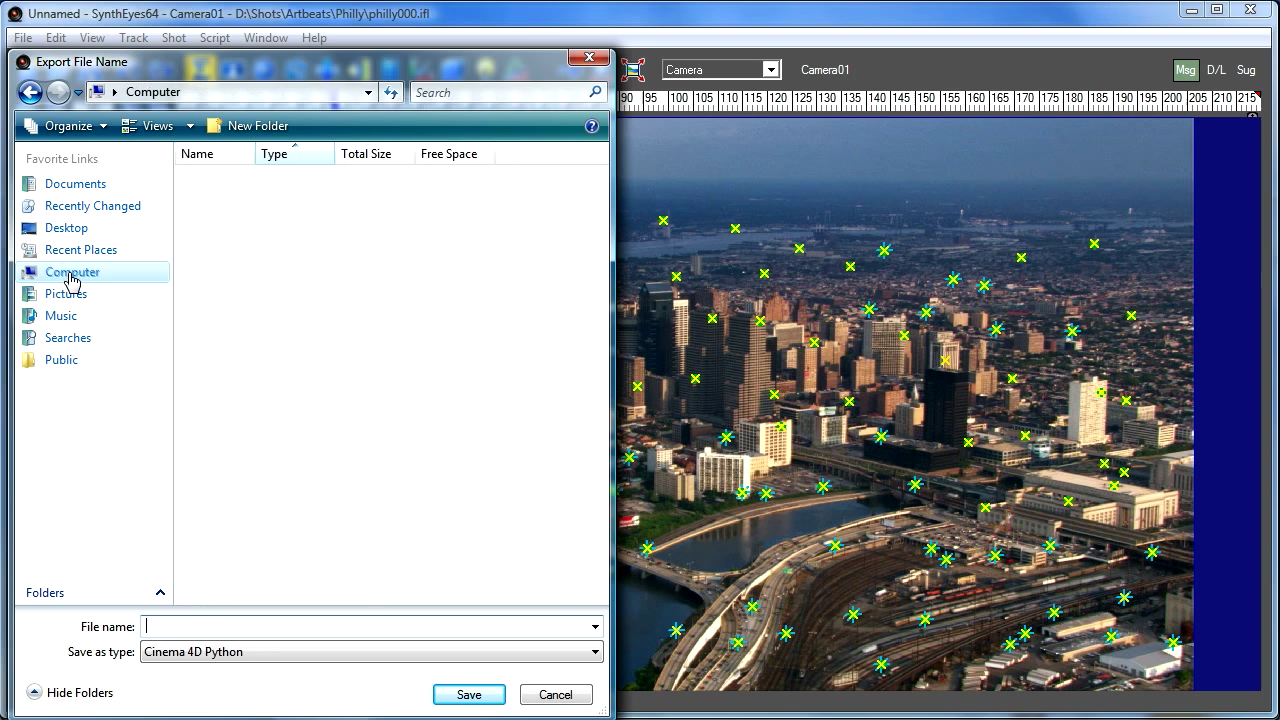 Unnamed - SynthEyes64 - Camera01 - D:\Shots\Artbeats\Philly\philly000.ifl
File Edit View Track Shot Script Window Help
Export File Name
Camera Camera01 Msg D/L Sug
Computer Search
90 95 100 105 110 115 120 125 130 135 140 145 150 155 160 165 170 175 180 185 190 195 200 205 210 215
Organize Views New Folder
Favorite Links
Name Type Total Size Free Space
Documents
Recently Changed
Desktop
Recent Places
Computer
Pictures
Music
Searches
Public
Folders
File name:
Save as type: Cinema 4D Python
Hide Folders Save Cancel